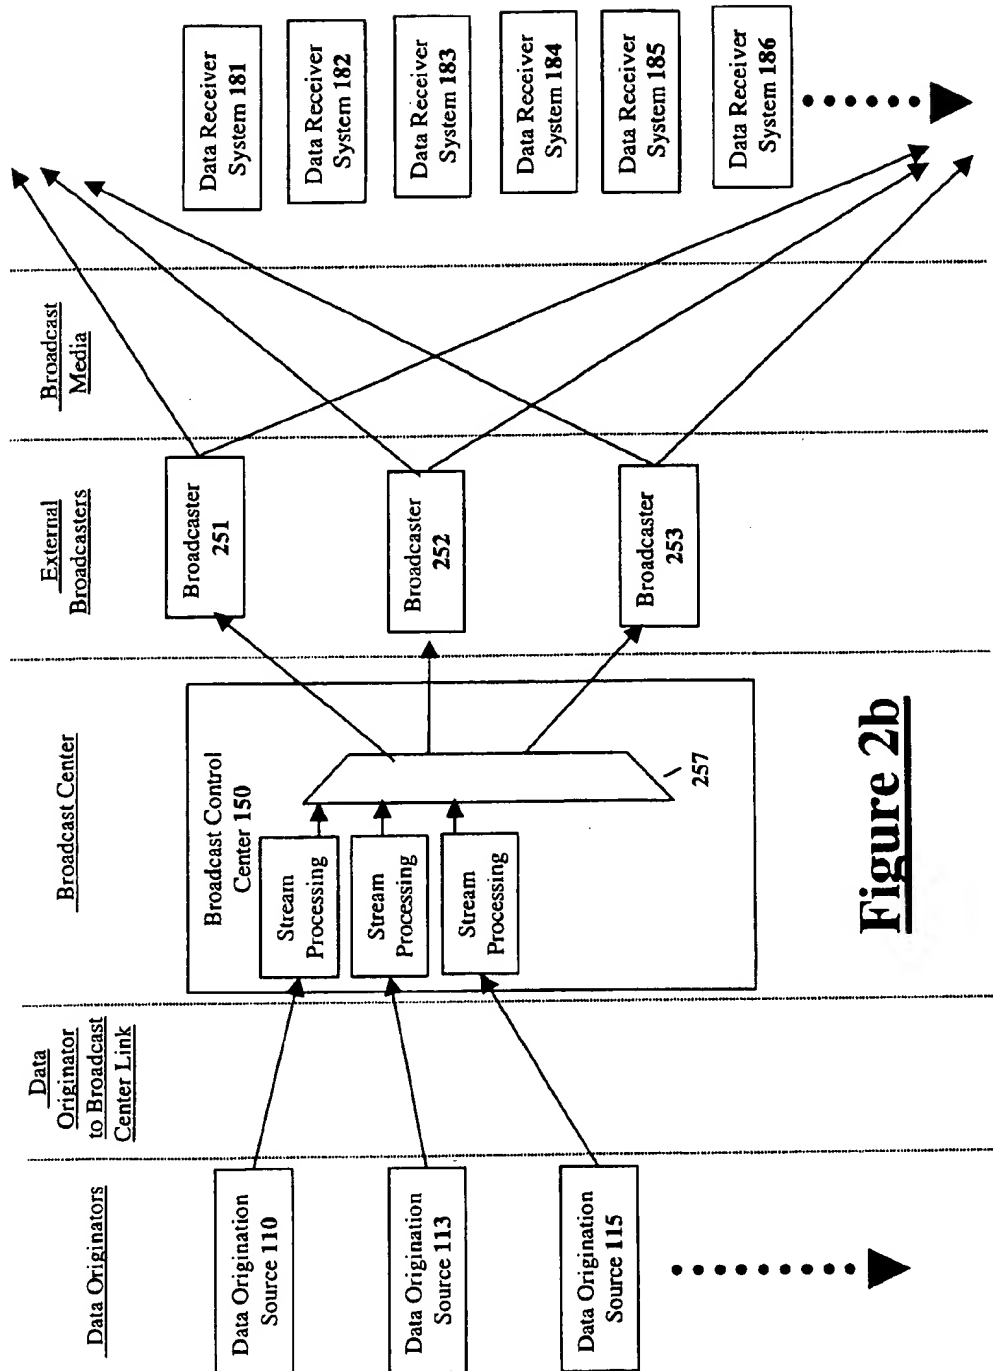 Data Originators
Data
Originator
to Broadcast
Center Link
Broadcast Center
External
Broadcasters
Broadcast
Media
Data Origination
Source 110
Data Origination
Source 113
Data Origination
Source 115
Broadcast Control
Center 150
Stream
Processing
Stream
Processing
Stream
Processing
257
Broadcaster
251
Broadcaster
252
Broadcaster
253
Data Receiver
System 181
Data Receiver
System 182
Data Receiver
System 183
Data Receiver
System 184
Data Receiver
System 185
Data Receiver
System 186
Figure 2b